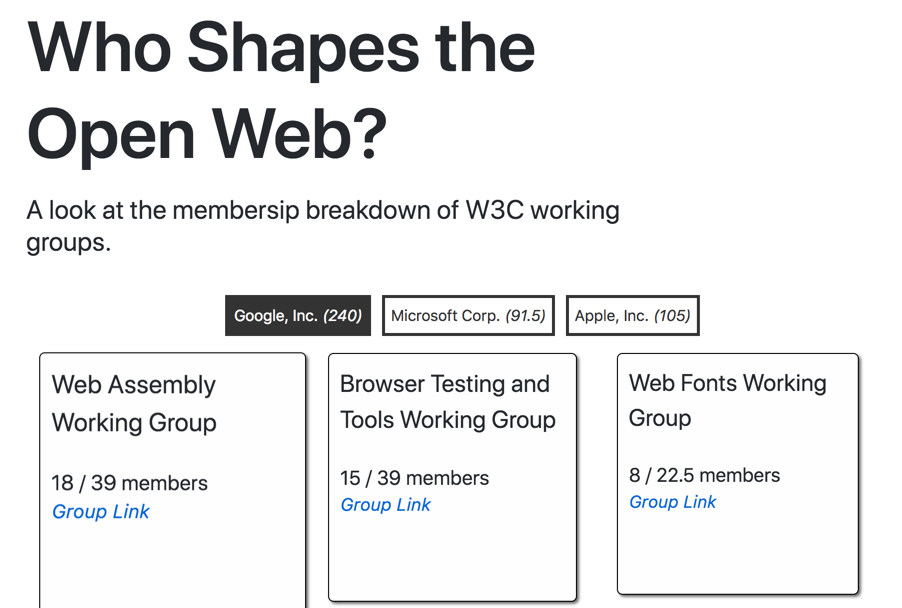 Who Shapes the
Open Web?
A look at the membersip breakdown of W3C working
groups.
Google, Inc. (240)
Microsoft Corp. (91.5)
Apple, Inc. (105)
Web Assembly
Working Group
18 / 39 members
Group Link
Browser Testing and
Tools Working Group
15 / 39 members
Group Link
Web Fonts Working
Group
8 / 22.5 members
Group Link